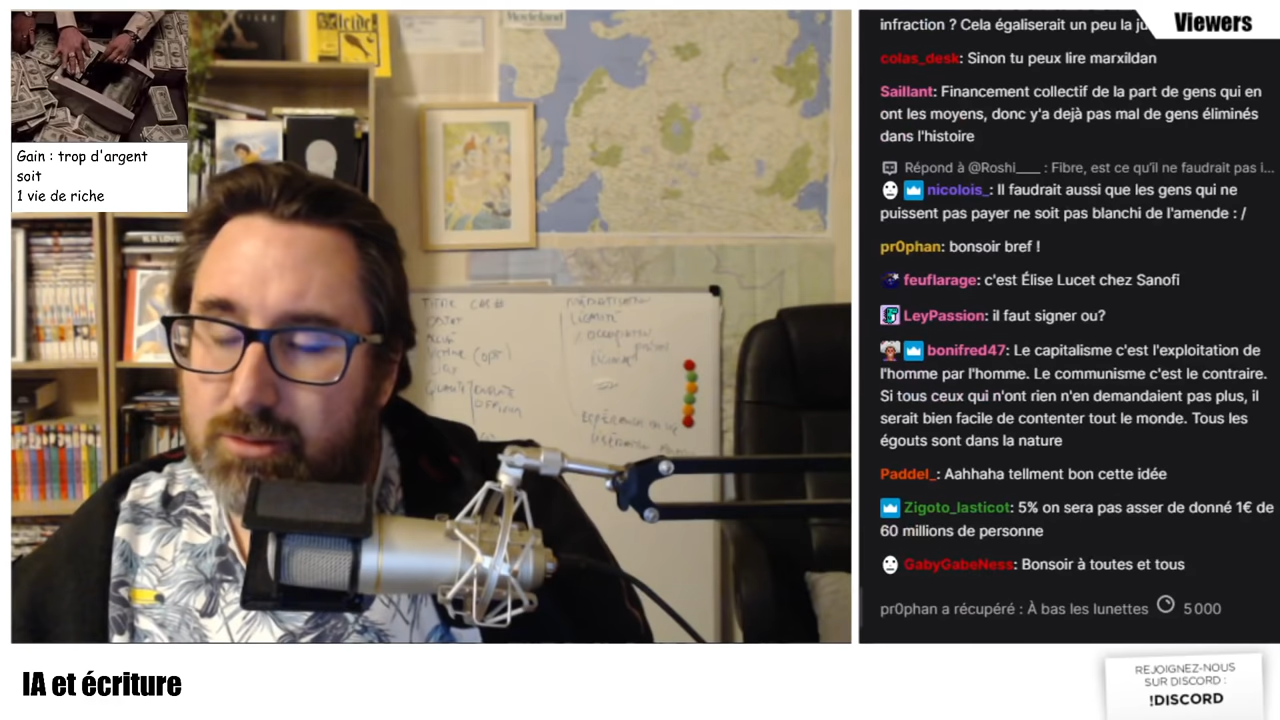 Gain : trop d'argent
soit
1 vie de riche
Viewers
infraction ? Cela égaliserait un peu la
colas_desk: Sinon tu peux lire marxildan
Saillant: Financement collectif de la part de gens qui en
ont les moyens, donc y'a dejà pas mal de gens éliminés
dans l'histoire
Répond à @Roshi___ : Fibre, est ce qu'il ne faudrait pas i...
nicolois_: Il faudrait aussi que les gens qui ne
puissent pas payer ne soit pas blanchi de l'amende : /
pr0phan: bonsoir bref !
feuflarage: c'est Élise Lucet chez Sanofi
LeyPassion: il faut signer ou?
bonifred47: Le capitalisme c'est l'exploitation de
l'homme par l'homme. Le communisme c'est le contraire.
Si tous ceux qui n'ont rien n'en demandaient pas plus, il
serait bien facile de contenter tout le monde. Tous les
égouts sont dans la nature
Paddel_: Aahhaha tellment bon cette idée
Zigoto_lasticot: 5% on sera pas asser de donné 1€ de
60 millions de personne
GabyGabeNess: Bonsoir à toutes et tous
pr0phan a récupéré : À bas les lunettes 5 000
IA et écriture
REJOIGNEZ-NOUS
SUR DISCORD :
!DISCORD